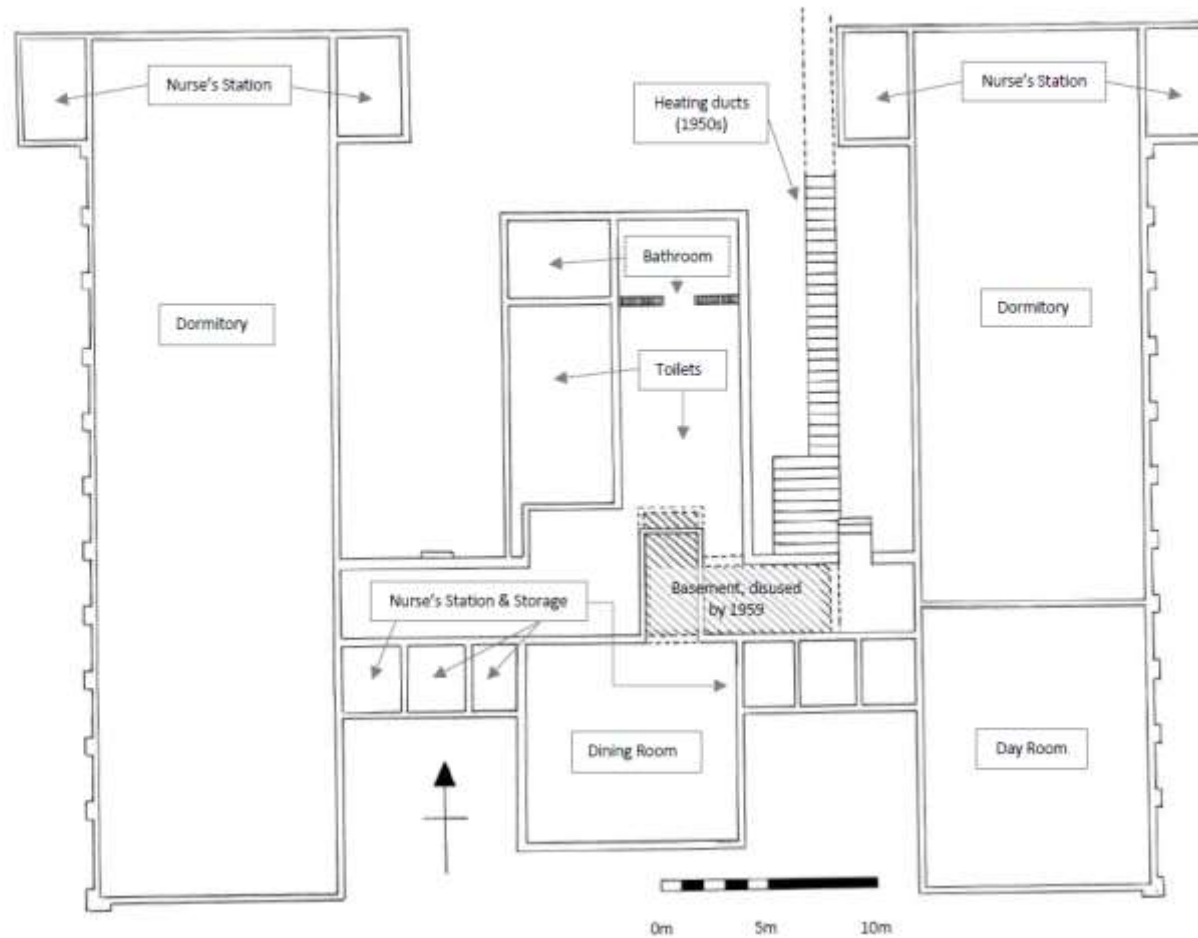 Nurse's Station
Nurse's Station
Heating ducts
(1950s)
Bathroom
Dormitory
Dormitory
Toilets
Basement, disused
by 1959
Nurse's Station & Storage
Dining Room
Day Room
0m 5m 10m